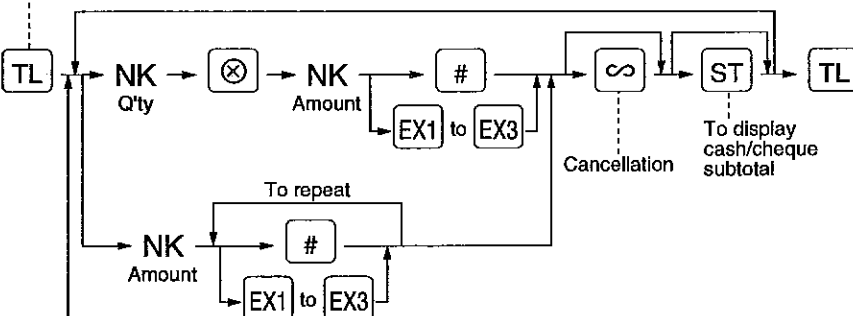 TL NK ⊗ NK # ∽ ST TL
Q'ty Amount
EX1 to EX3
Cancellation
To display
cash/cheque
subtotal
To repeat
NK #
Amount
EX1 to EX3